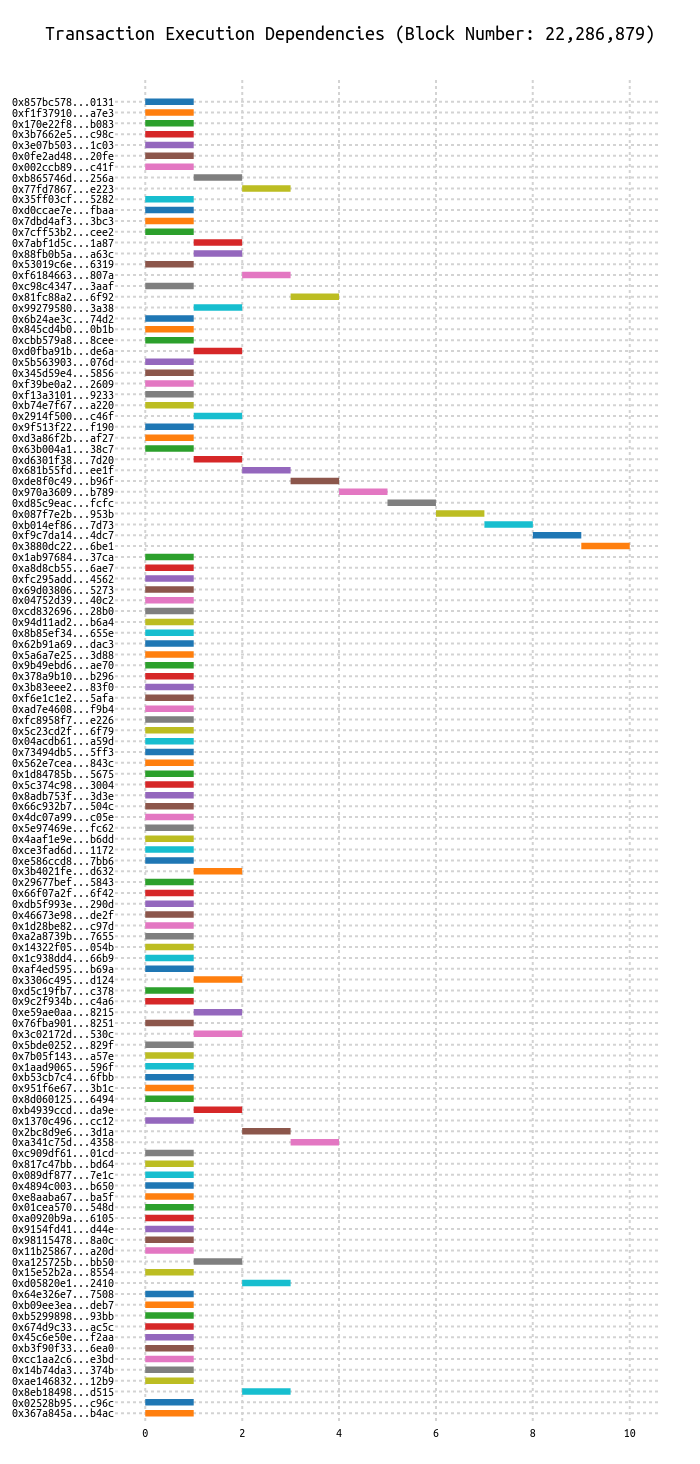 Transaction Execution Dependencies (Block Number: 22,286,879)
0x857bc578...0131
0xf1f37910...a7e3
0x170e22f8...b083
0x3b7662e5...c98c
0x3e07b503...1c03
0x0fe2ad48...20fe
0x002ccb89...c41f
0xb865746d...256a
0x77fd7867...e223
0x35ff03cf...5282
0xd0ccae7e...fbaa
0x7dbd4af3...3bc3
0x7cff53b2...cee2
0x7abf1d5c...1a87
0x88fb0b5a...a63c
0x53019c6e...6319
0xf6184663...807a
0xc98c4347...3aaf
0x81fc88a2...6f92
0x99279580...3a38
0x6b24ae3c...74d2
0x845cd4b0...0b1b
0xcbb579a8...8cee
0xd0fba91b...de6a
0x5b563903...076d
0x345d59e4...5856
0xf39be0a2...2609
0xf13a3101...9233
0xb74e7f67...a220
0x2914f500...c46f
0x9f513f22...f190
0xd3a86f2b...af27
0x63b004a1...38c7
0xd6301f38...7d20
0x681b55fd...ee1f
0xde8f0c49...b96f
0x970a3609...b789
0xd85c9eac...fcfc
0x087f7e2b...953b
0xb014ef86...7d73
0xf9c7da14...4dc7
0x3880dc22...6be1
0x1ab97684...37ca
0xa8d8cb55...6ae7
0xfc295add...4562
0x69d03806...5273
0x04752d39...40c2
0xcd832696...28b0
0x94d11ad2...b6a4
0x8b85ef34...655e
0x62b91a69...dac3
0x5a6a7e25...3d88
0x9b49ebd6...ae70
0x378a9b10...b296
0x3b83eee2...83f0
0xf6e1c1e2...5afa
0xad7e4608...f9b4
0xfc8958f7...e226
0x5c23cd2f...6f79
0x04acdb61...a59d
0x73494db5...5ff3
0x562e7cea...843c
0x1d84785b...5675
0x5c374c98...3004
0x8adb753f...3d3e
0x66c932b7...504c
0x4dc07a99...c05e
0x5e97469e...fc62
0x4aaf1e9e...b6dd
0xce3fad6d...1172
0xe586ccd8...7bb6
0x3b4021fe...d632
0x29677bef...5843
0x66f07a2f...6f42
0xdb5f993e...290d
0x46673e98...de2f
0x1d28be82...c97d
0xa2a8739b...7655
0x14322f05...054b
0x1c938dd4...66b9
0xaf4ed595...b69a
0x3306c495...d124
0xd5c19fb7...c378
0x9c2f934b...c4a6
0xe59ae0aa...8215
0x76fba901...8251
0x3c02172d...530c
0x5bde0252...829f
0x7b05f143...a57e
0x1aad9065...596f
0xb53cb7c4...6fbb
0x951f6e67...3b1c
0x8d060125...6494
0xb4939ccd...da9e
0x1370c496...cc12
0x2bc8d9e6...3d1a
0xa341c75d...4358
0xc909df61...01cd
0x817c47bb...bd64
0x089df877...7e1c
0x4894c003...b650
0xe8aaba67...ba5f
0x01cea570...548d
0xa0920b9a...6105
0x9154fd41...d44e
0x98115478...8a0c
0x11b25867...a20d
0xa125725b...bb50
0x15e52b2a...8554
0xd05820e1...2410
0x64e326e7...7508
0xb09ee3ea...deb7
0xb5299898...93bb
0x674d9c33...ac5c
0x45c6e50e...f2aa
0xb3f90f33...6ea0
0xcc1aa2c6...e3bd
0x14b74da3...374b
0xae146832...12b9
0x8eb18498...d515
0x02528b95...c96c
0x367a845a...b4ac
0 2 4 6 8 10